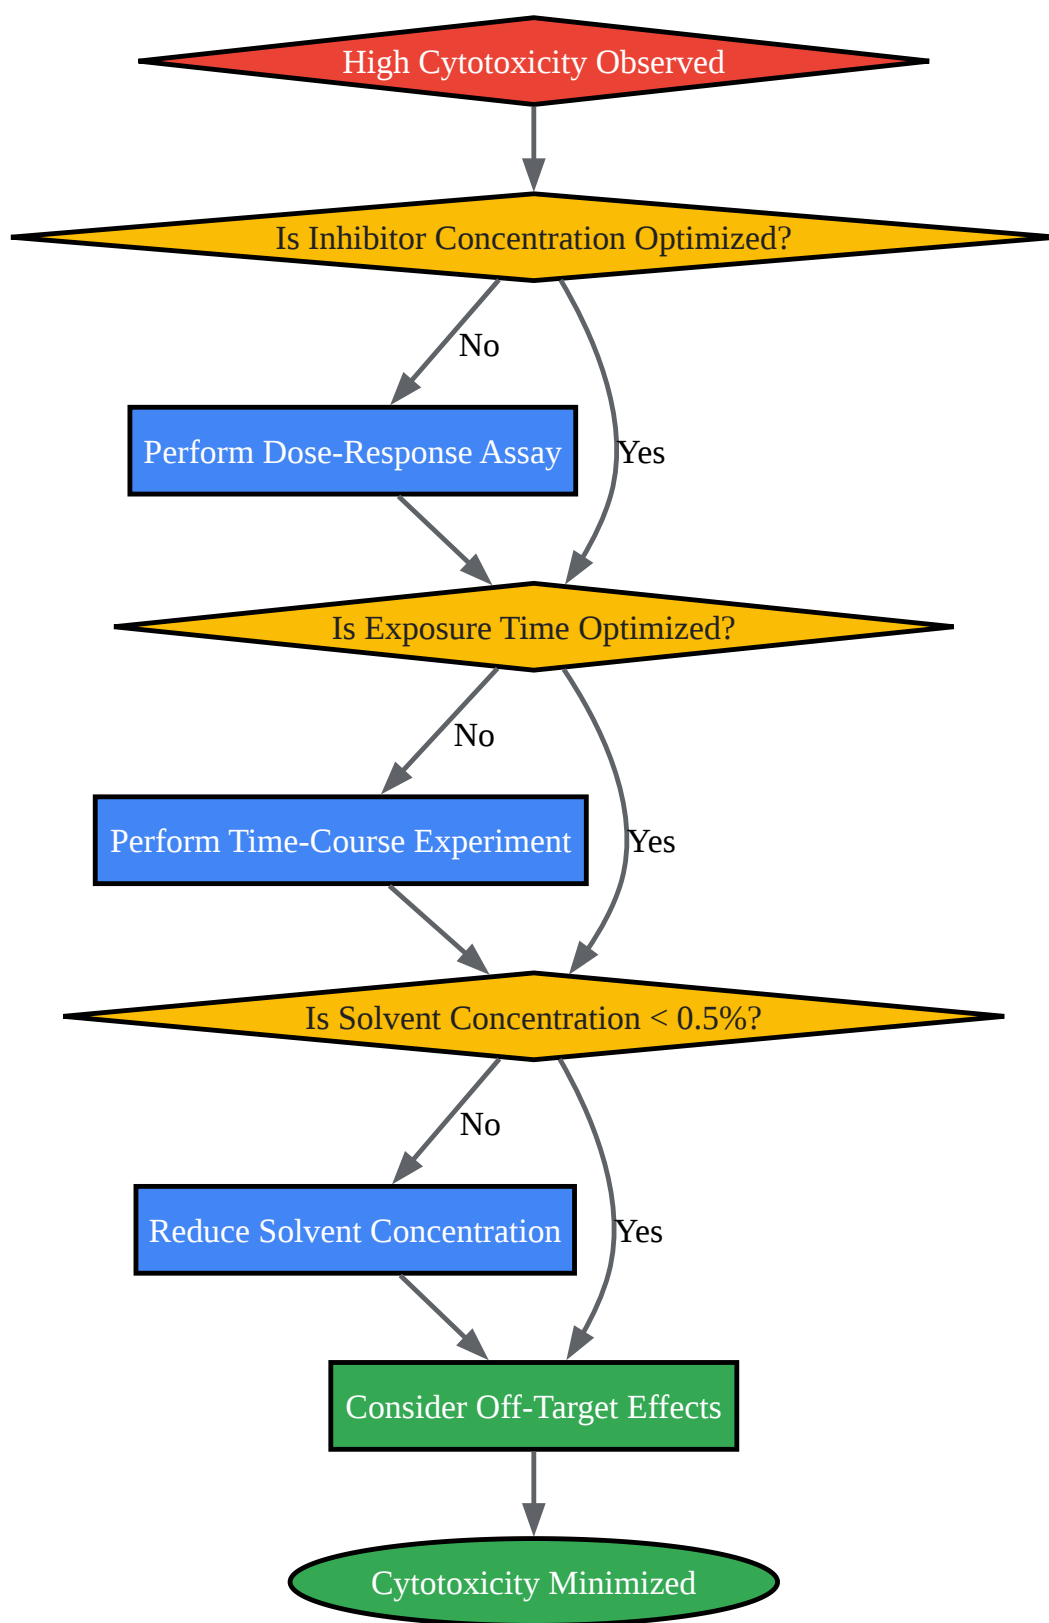 High Cytotoxicity Observed
Is Inhibitor Concentration Optimized?
No
Perform Dose-Response Assay
Yes
Is Exposure Time Optimized?
No
Perform Time-Course Experiment
Yes
Is Solvent Concentration < 0.5%?
No
Reduce Solvent Concentration
Yes
Consider Off-Target Effects
Cytotoxicity Minimized